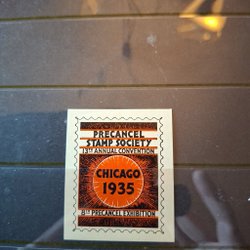 PRECANCEL
STAMP SOCIETY
13TH ANNUAL CONVENTION
CHICAGO
1935
8TH PRECANCEL EXHIBITION